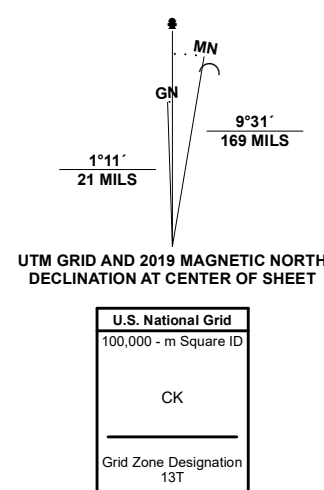 MN
GN
9°31´
169 MILS
1°11´
21 MILS
UTM GRID AND 2019 MAGNETIC NORTH
DECLINATION AT CENTER OF SHEET
U.S. National Grid
100,000 - m Square ID
CK
Grid Zone Designation
13T